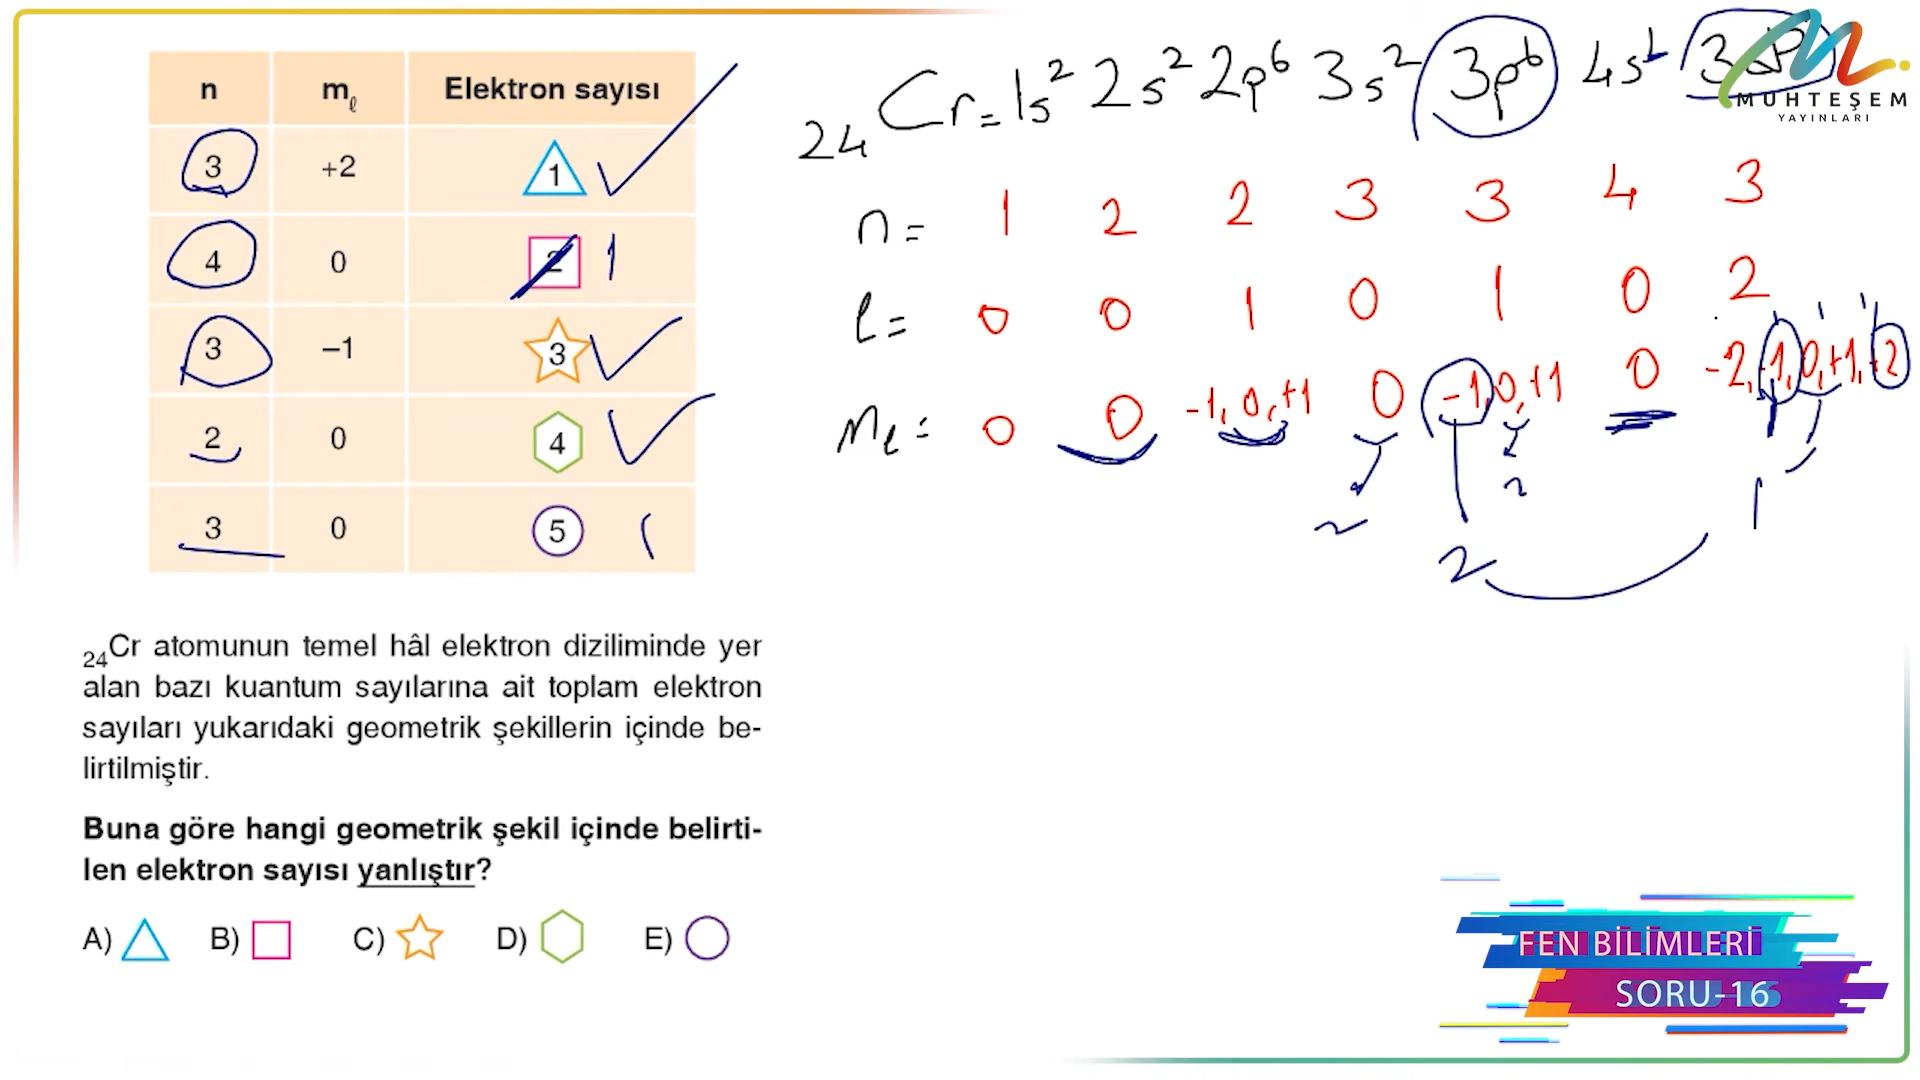 n mℓ Elektron sayısı
3 +2 1
4 0 2 1
3 –1 3
2 0 4
3 0 5
₂₄Cr atomunun temel hâl elektron diziliminde yer
alan bazı kuantum sayılarına ait toplam elektron
sayıları yukarıdaki geometrik şekillerin içinde be-
lirtilmiştir.
Buna göre hangi geometrik şekil içinde belirti-
len elektron sayısı yanlıştır?
A) B) C) D) E)
₂₄Cr = 1s² 2s² 2p⁶ 3s² 3p⁶ 4s¹
n = 1 2 2 3 3 4 3
l = 0 0 1 0 1 0 2
mℓ = 0 0 -1, 0, +1 0 -1, 0, +1 0 -2, -1, 0, +1, +2
2 2 1
2
MUHTEŞEM
YAYINLARI
FEN BİLİMLERİ
SORU-16